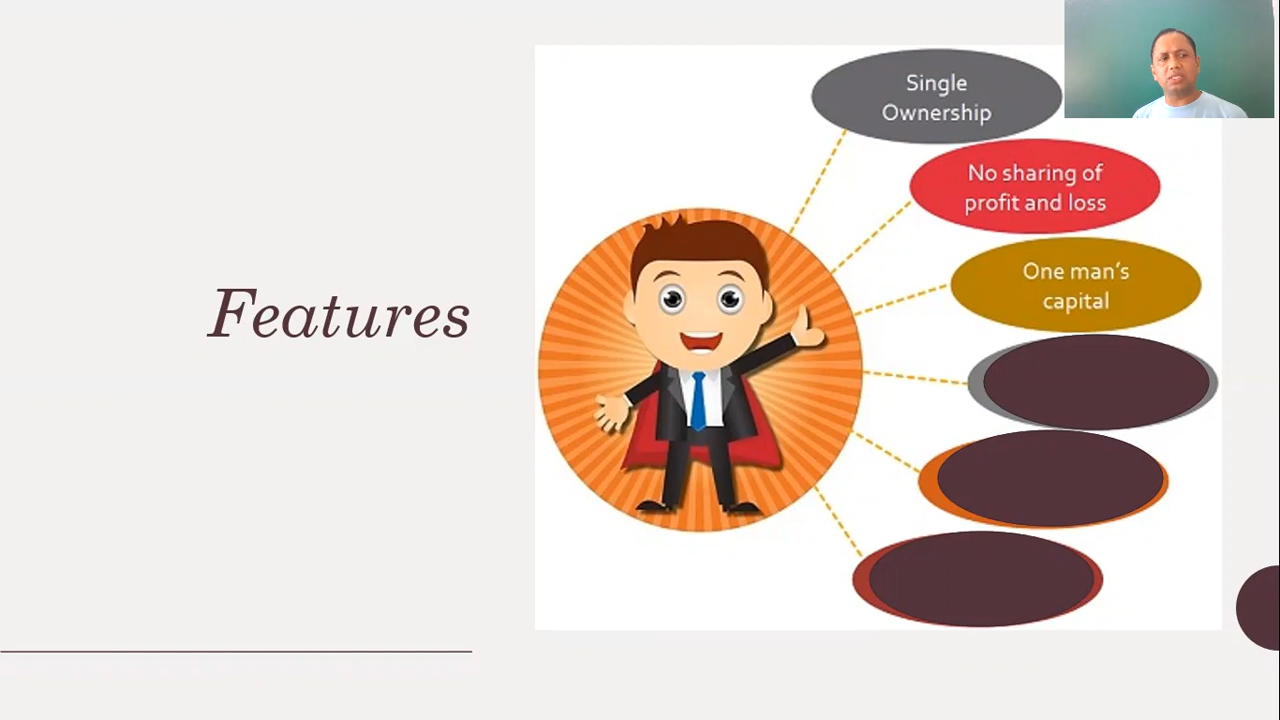 Features
Single
Ownership
No sharing of
profit and loss
One man's
capital